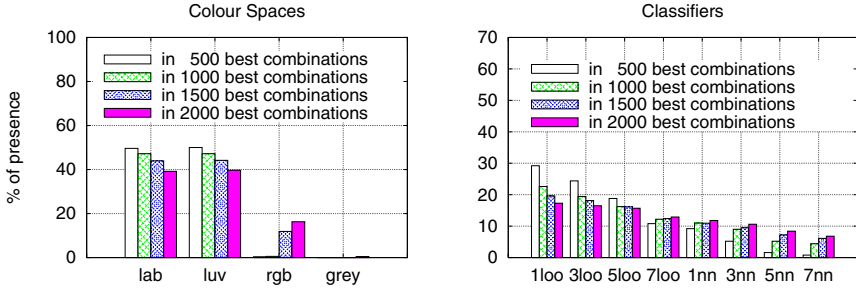 Colour Spaces
% of presence
100
80
60
40
20
0
in 500 best combinations
in 1000 best combinations
in 1500 best combinations
in 2000 best combinations
lab luv rgb grey
Classifiers
70
60
50
40
30
20
10
0
in 500 best combinations
in 1000 best combinations
in 1500 best combinations
in 2000 best combinations
1loo 3loo 5loo 7loo 1nn 3nn 5nn 7nn